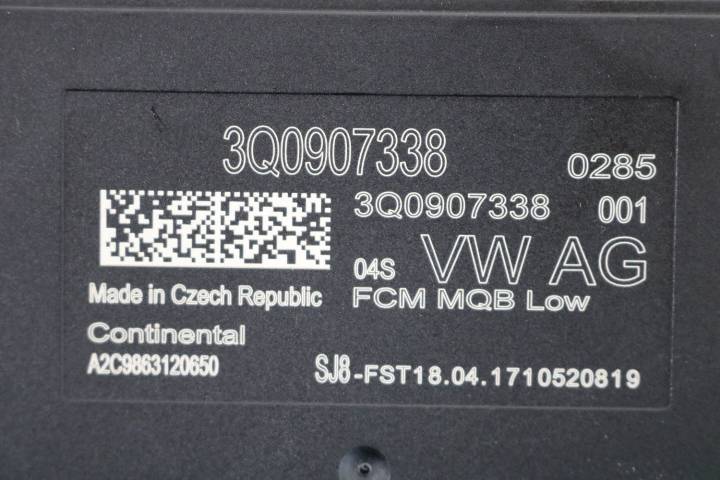 3Q0907338 0285
3Q0907338 001
04S VW AG
Made in Czech Republic FCM MQB Low
Continental
A2C9863120650 SJ8-FST18.04.1710520819